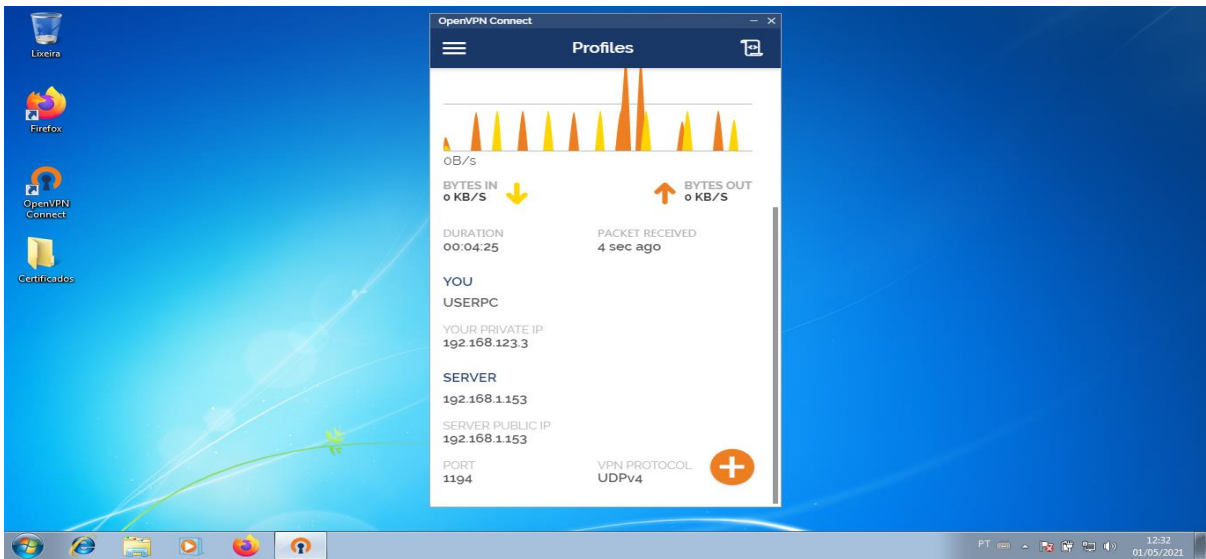 Lixeira
Firefox
OpenVPN
Connect
Certificados
OpenVPN Connect
Profiles
0B/s
BYTES IN
0 KB/S
BYTES OUT
0 KB/S
DURATION
00:04:25
PACKET RECEIVED
4 sec ago
YOU
USERPC
YOUR PRIVATE IP
192.168.123.3
SERVER
192.168.1.153
SERVER PUBLIC IP
192.168.1.153
PORT
1194
VPN PROTOCOL
UDPv4
PT
12:32
01/05/2021